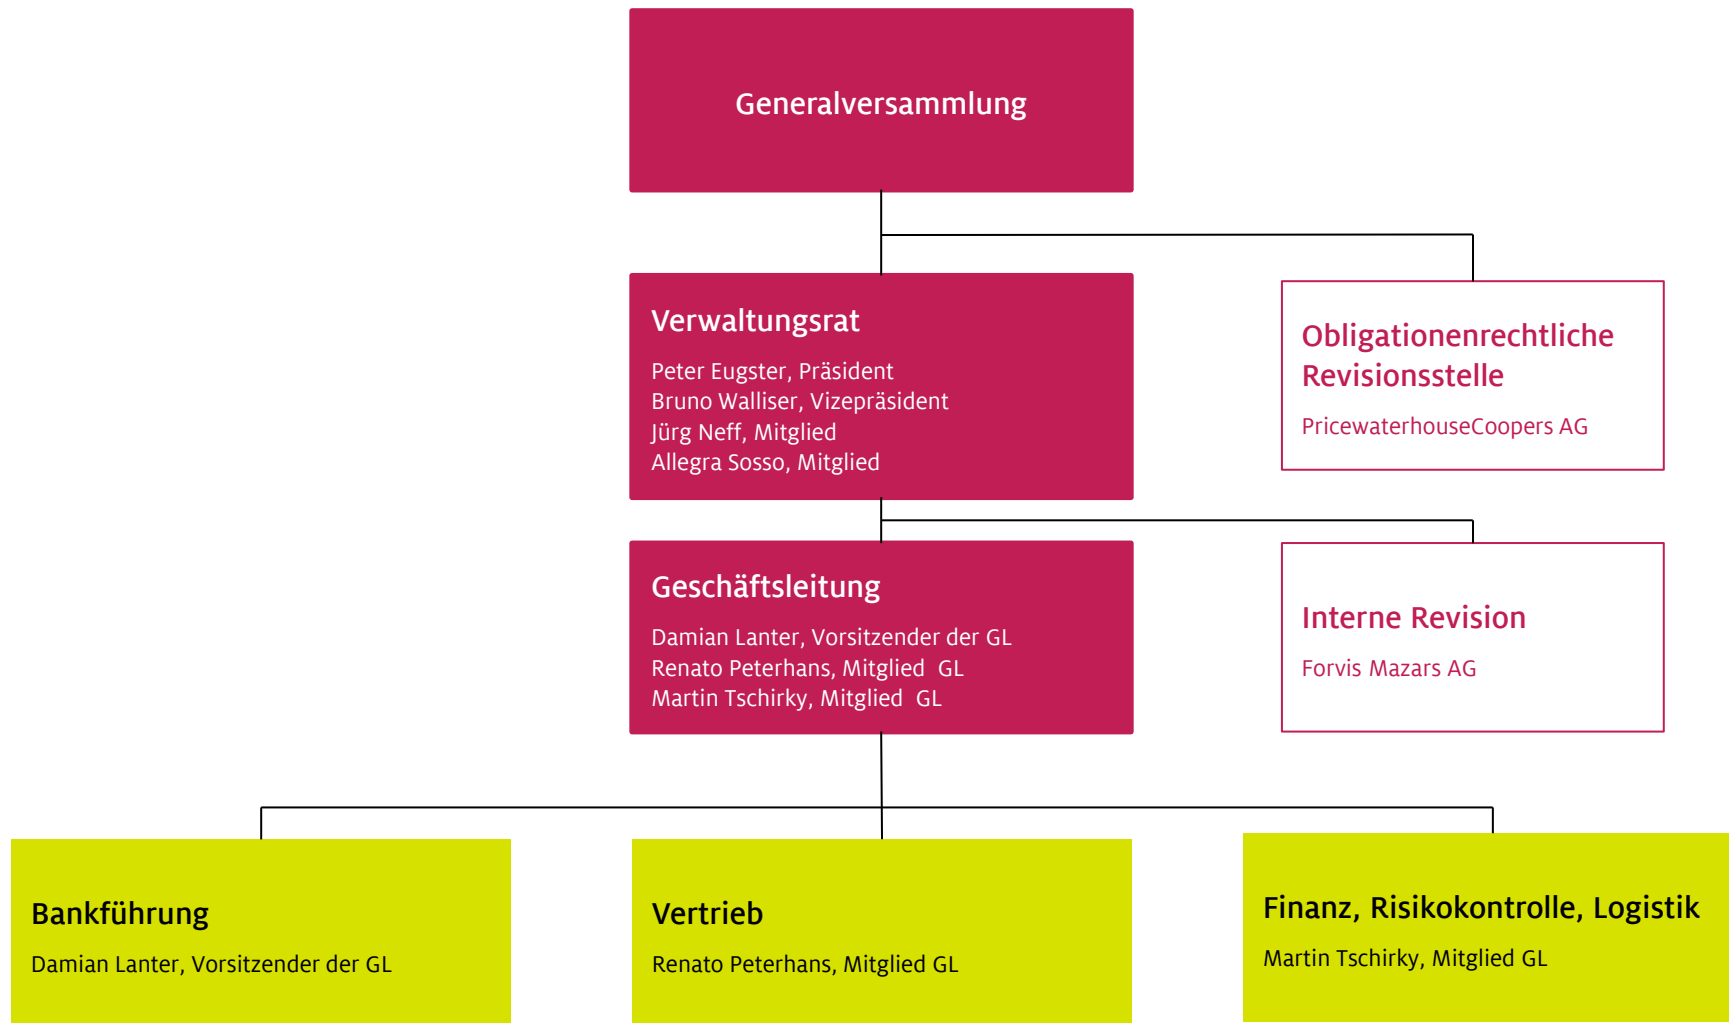 Generalversammlung
Verwaltungsrat
Peter Eugster, Präsident
Bruno Walliser, Vizepräsident
Jürg Neff, Mitglied
Allegra Sosso, Mitglied
Obligationenrechtliche
Revisionsstelle
PricewaterhouseCoopers AG
Geschäftsleitung
Damian Lanter, Vorsitzender der GL
Renato Peterhans, Mitglied  GL
Martin Tschirky, Mitglied  GL
Interne Revision
Forvis Mazars AG
Bankführung
Damian Lanter, Vorsitzender der GL
Vertrieb
Renato Peterhans, Mitglied GL
Finanz, Risikokontrolle, Logistik
Martin Tschirky, Mitglied GL